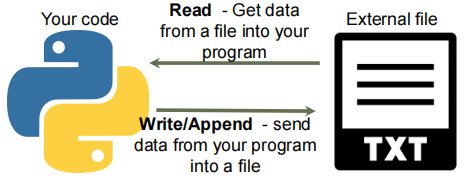 Your code
Read - Get data
from a file into your
program
External file
Write/Append - send
data from your program
into a file
TXT